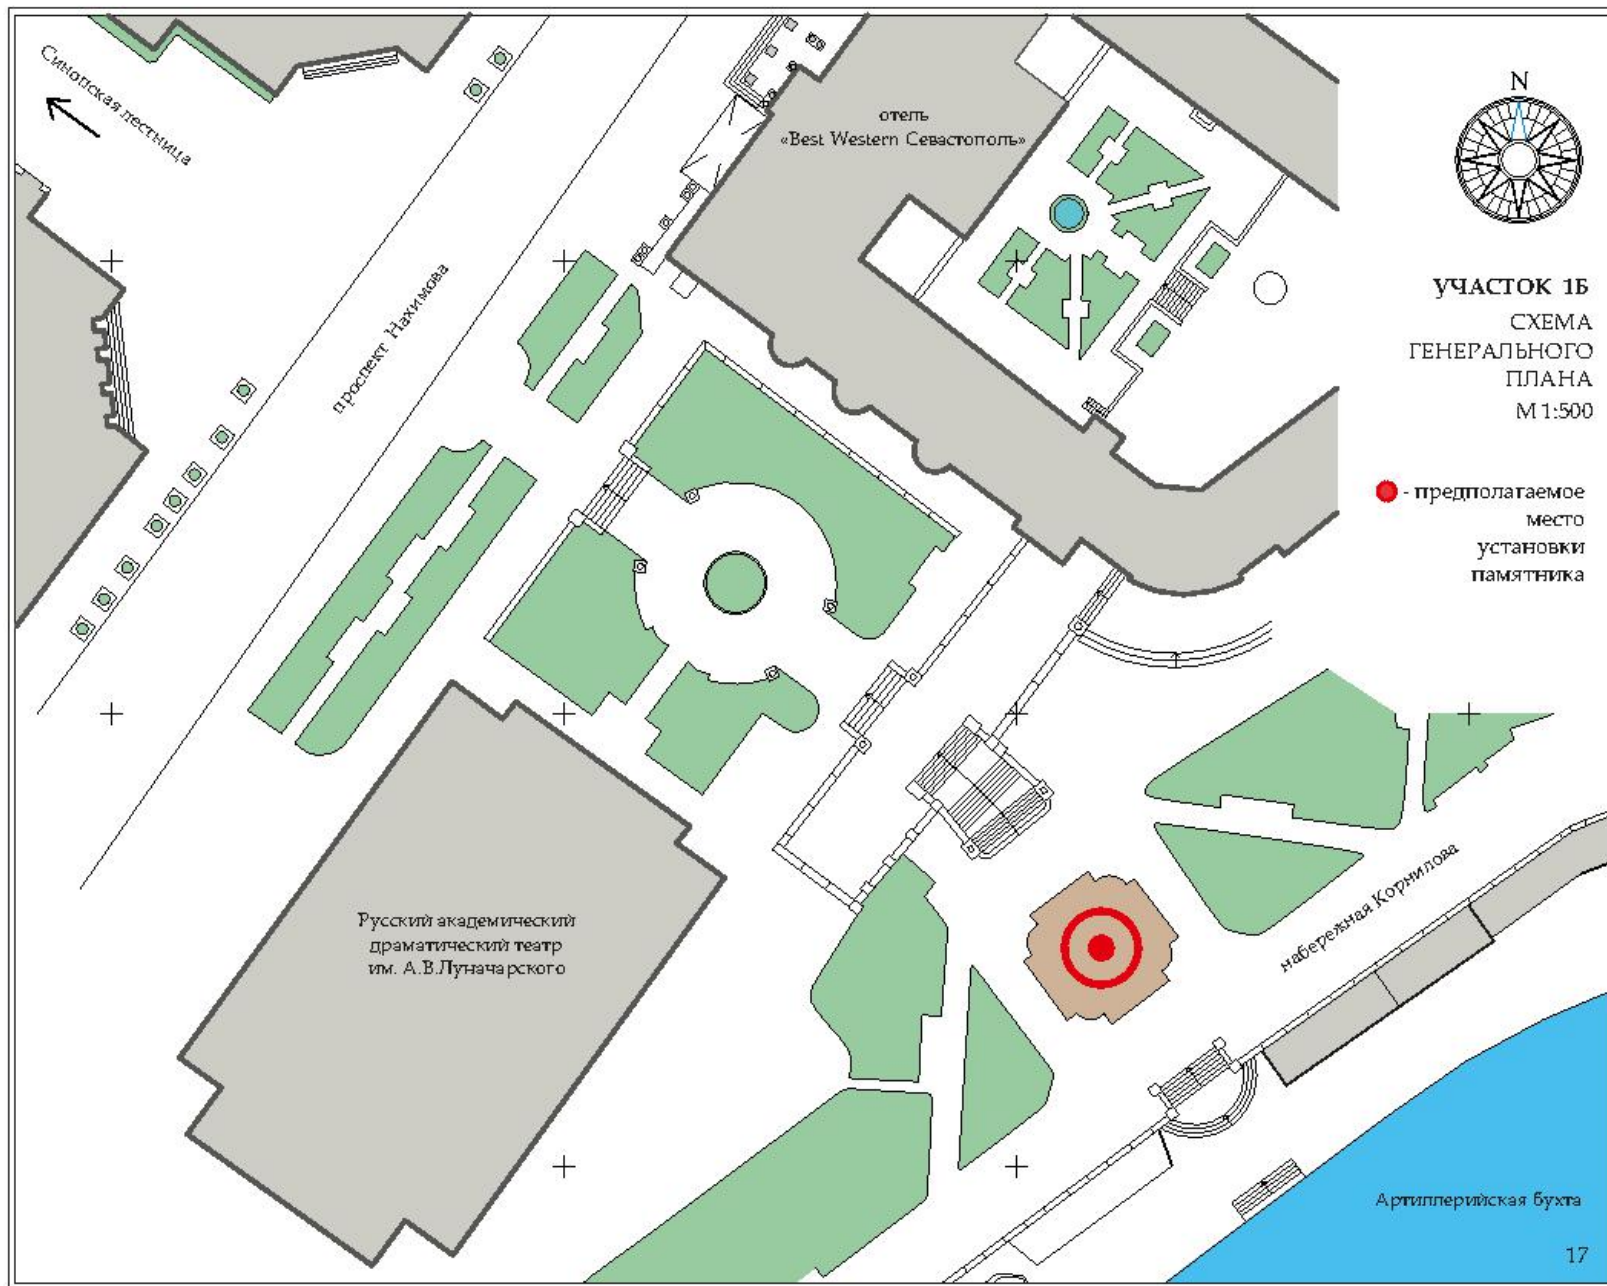 Синопская лестница
проспект Нахимова
отель
«Best Western Севастополь»
N
УЧАСТОК 1Б
СХЕМА
ГЕНЕРАЛЬНОГО
ПЛАНА
М 1:500
- предполагаемое
место
установки
памятника
Русский академический
драматический театр
им. А.В.Луначарского
набережная Корнилова
Артиллерийская бухта
17